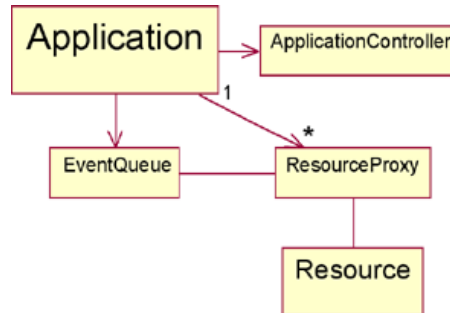 Application
ApplicationController
1
*
EventQueue
ResourceProxy
Resource